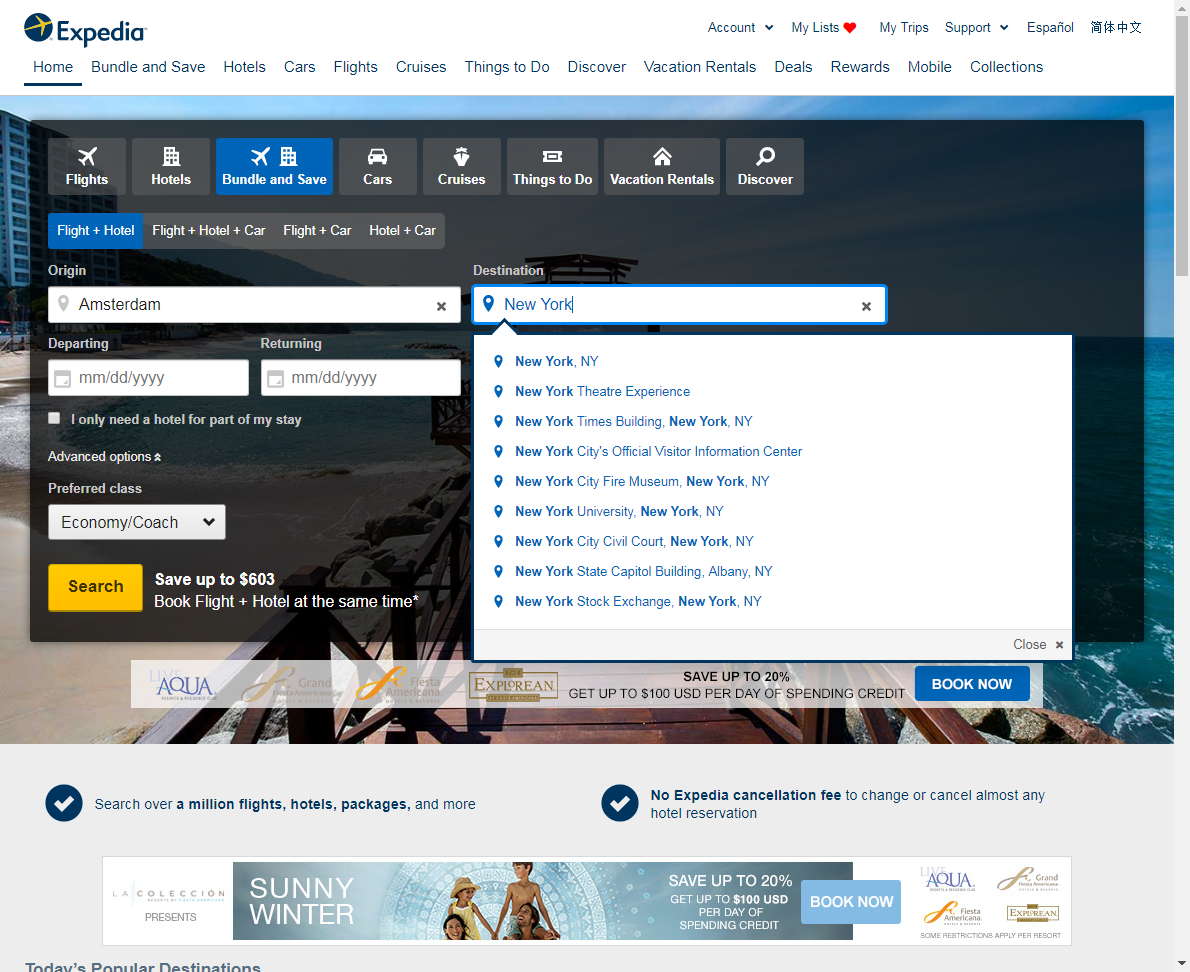 Expedia
Account My Lists My Trips Support Español 简体中文
Home Bundle and Save Hotels Cars Flights Cruises Things to Do Discover Vacation Rentals Deals Rewards Mobile Collections
Flights Hotels Bundle and Save Cars Cruises Things to Do Vacation Rentals Discover
Flight + Hotel Flight + Hotel + Car Flight + Car Hotel + Car
Origin Destination
Amsterdam New York
Departing Returning
mm/dd/yyyy mm/dd/yyyy
I only need a hotel for part of my stay
Advanced options
Preferred class
Economy/Coach
Search
Save up to $603
Book Flight + Hotel at the same time*
New York, NY
New York Theatre Experience
New York Times Building, New York, NY
New York City's Official Visitor Information Center
New York City Fire Museum, New York, NY
New York University, New York, NY
New York City Civil Court, New York, NY
New York State Capitol Building, Albany, NY
New York Stock Exchange, New York, NY
Close
LIVE AQUA
Grand Fiesta Americana
Fiesta Americana
EXPLOREAN
SAVE UP TO 20%
GET UP TO $100 USD PER DAY OF SPENDING CREDIT
BOOK NOW
Search over a million flights, hotels, packages, and more
No Expedia cancellation fee to change or cancel almost any
hotel reservation
LA COLECCIÓN
RESORTS BY FIESTA AMERICANA
PRESENTS
SUNNY
WINTER
SAVE UP TO 20%
GET UP TO $100 USD
PER DAY OF
SPENDING CREDIT
BOOK NOW
LIVE AQUA
Grand Fiesta Americana
Fiesta Americana
EXPLOREAN
SOME RESTRICTIONS APPLY PER RESORT
Today's Popular Destinations